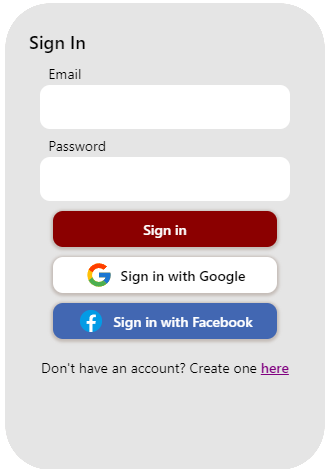 Sign In
Email
Password
Sign in
Sign in with Google
Sign in with Facebook
Don't have an account? Create one here